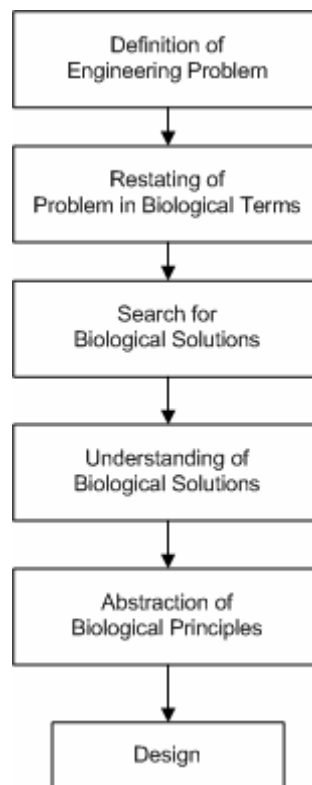 Definition of
Engineering Problem
Restating of
Problem in Biological Terms
Search for
Biological Solutions
Understanding of
Biological Solutions
Abstraction of
Biological Principles
Design